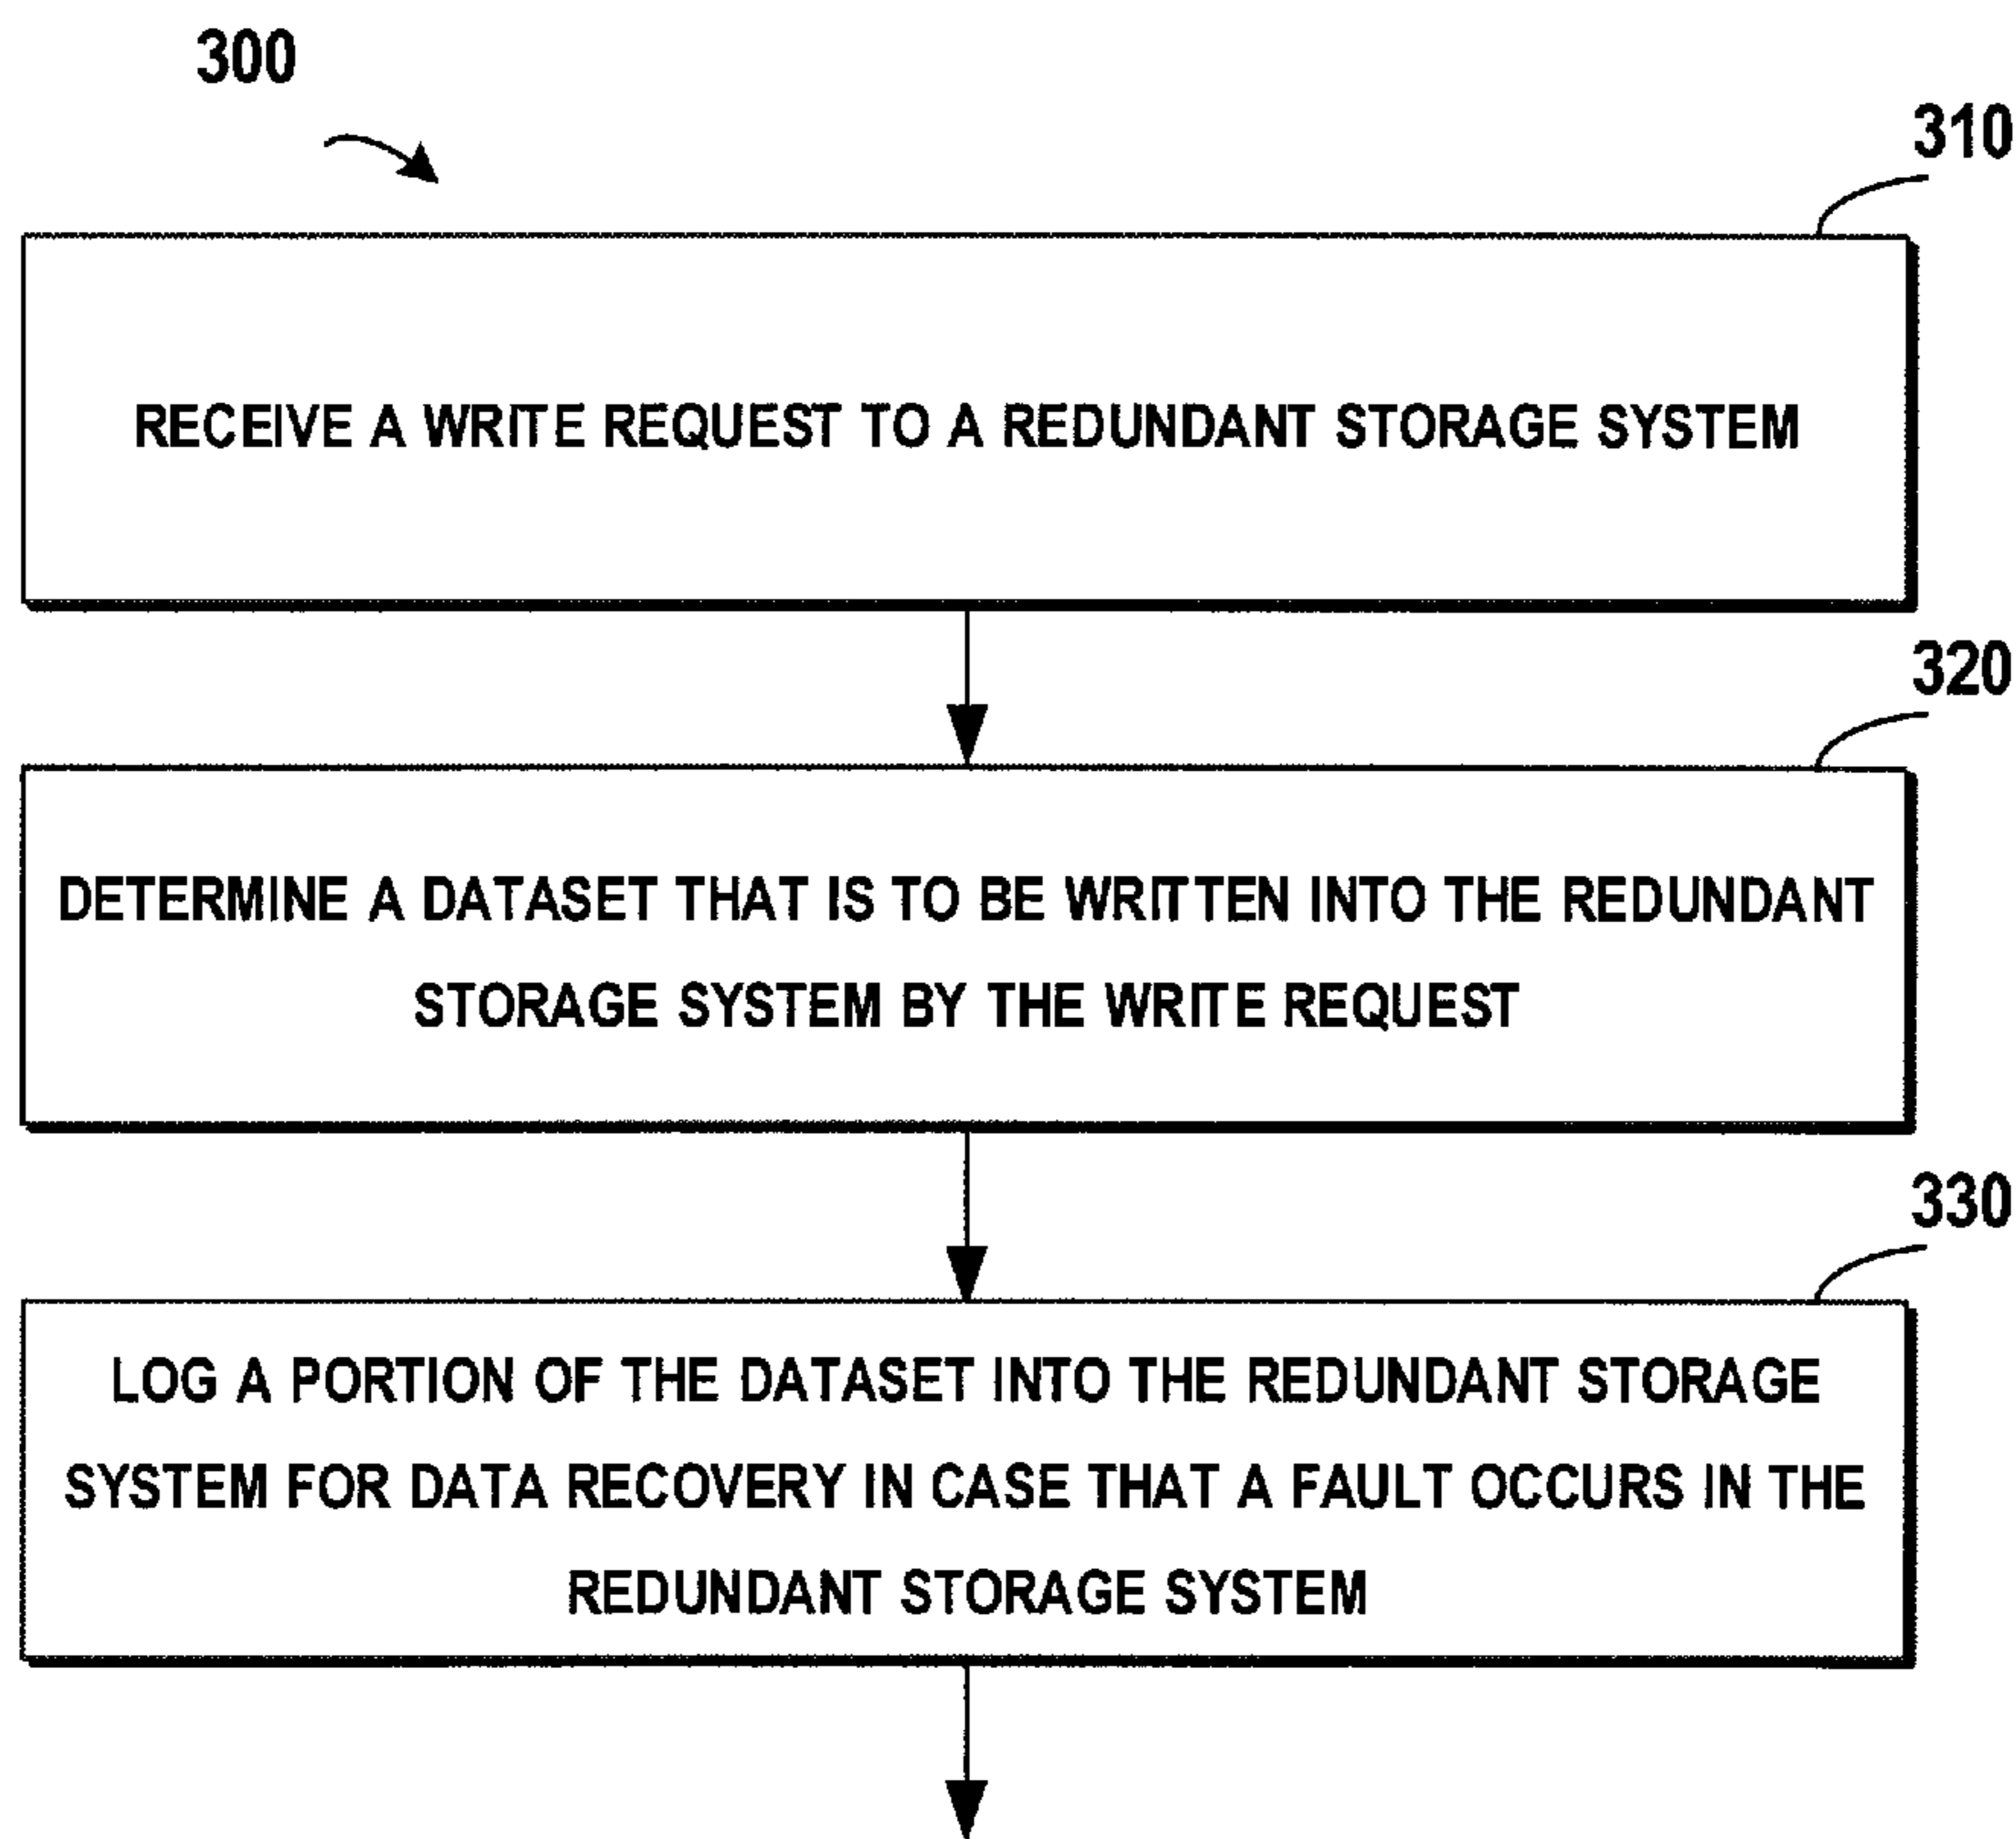 300
310
RECEIVE A WRITE REQUEST TO A REDUNDANT STORAGE SYSTEM
320
DETERMINE A DATASET THAT IS TO BE WRITTEN INTO THE REDUNDANT
STORAGE SYSTEM BY THE WRITE REQUEST
330
LOG A PORTION OF THE DATASET INTO THE REDUNDANT STORAGE
SYSTEM FOR DATA RECOVERY IN CASE THAT A FAULT OCCURS IN THE
REDUNDANT STORAGE SYSTEM